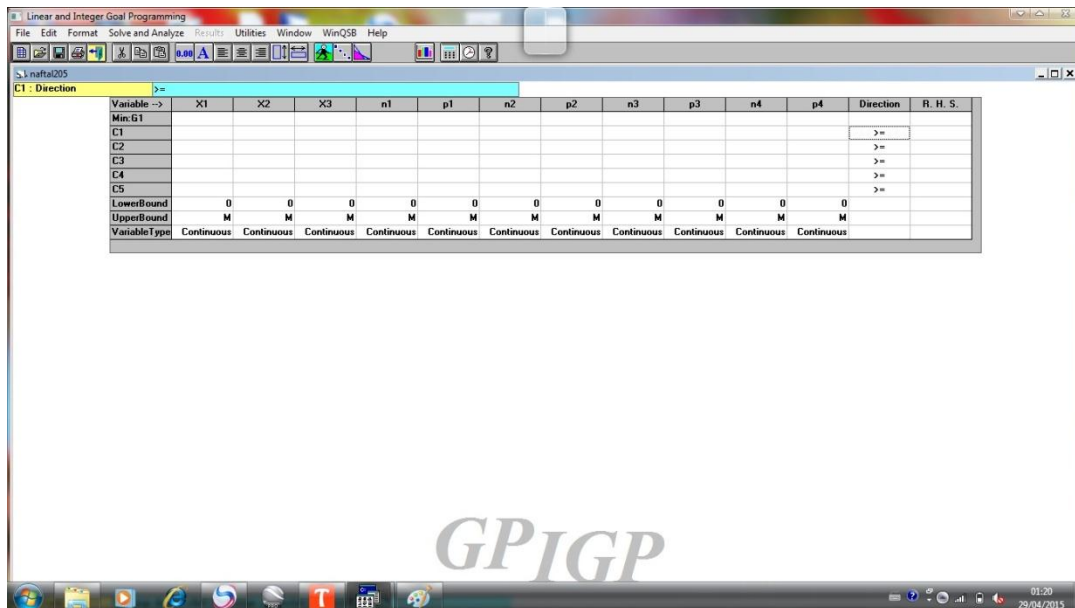 Linear and Integer Goal Programming
File Edit Format Solve and Analyze Results Utilities Window WinQSB Help
0.00 A
naftal205
C1 : Direction >=
Variable --> X1 X2 X3 n1 p1 n2 p2 n3 p3 n4 p4 Direction R. H. S.
Min:G1
C1 >=
C2 >=
C3 >=
C4 >=
C5 >=
LowerBound 0 0 0 0 0 0 0 0 0 0 0
UpperBound M M M M M M M M M M M
VariableType Continuous Continuous Continuous Continuous Continuous Continuous Continuous Continuous Continuous Continuous Continuous
GPIGP
T
01:20
29/04/2015